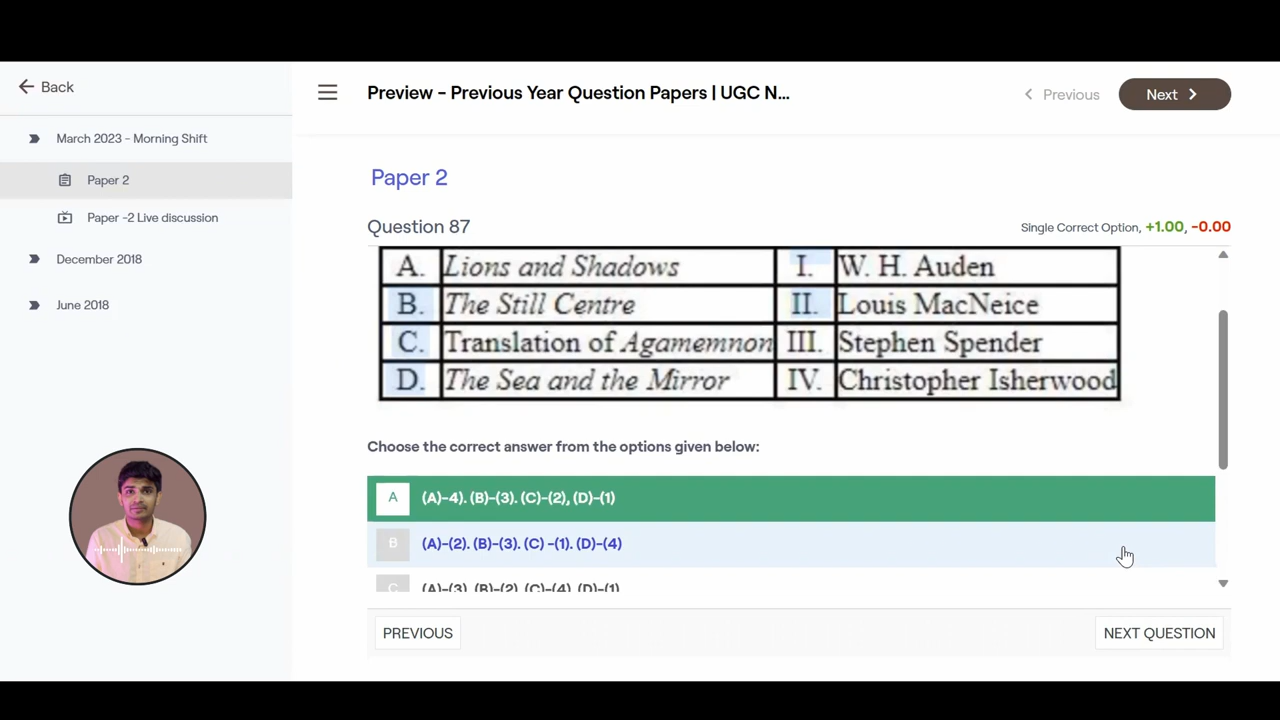 Back
Preview - Previous Year Question Papers | UGC N...
Previous
Next
March 2023 - Morning Shift
Paper 2
Paper -2 Live discussion
December 2018
June 2018
Paper 2
Question 87
Single Correct Option, +1.00, -0.00
A. Lions and Shadows I. W. H. Auden
B. The Still Centre II. Louis MacNeice
C. Translation of Agamemnon III. Stephen Spender
D. The Sea and the Mirror IV. Christopher Isherwood
Choose the correct answer from the options given below:
A (A)-4). (B)-(3). (C)-(2), (D)-(1)
B (A)-(2). (B)-(3). (C) -(1). (D)-(4)
C (A)-(3). (B)-(2). (C)-(4). (D)-(1)
PREVIOUS
NEXT QUESTION